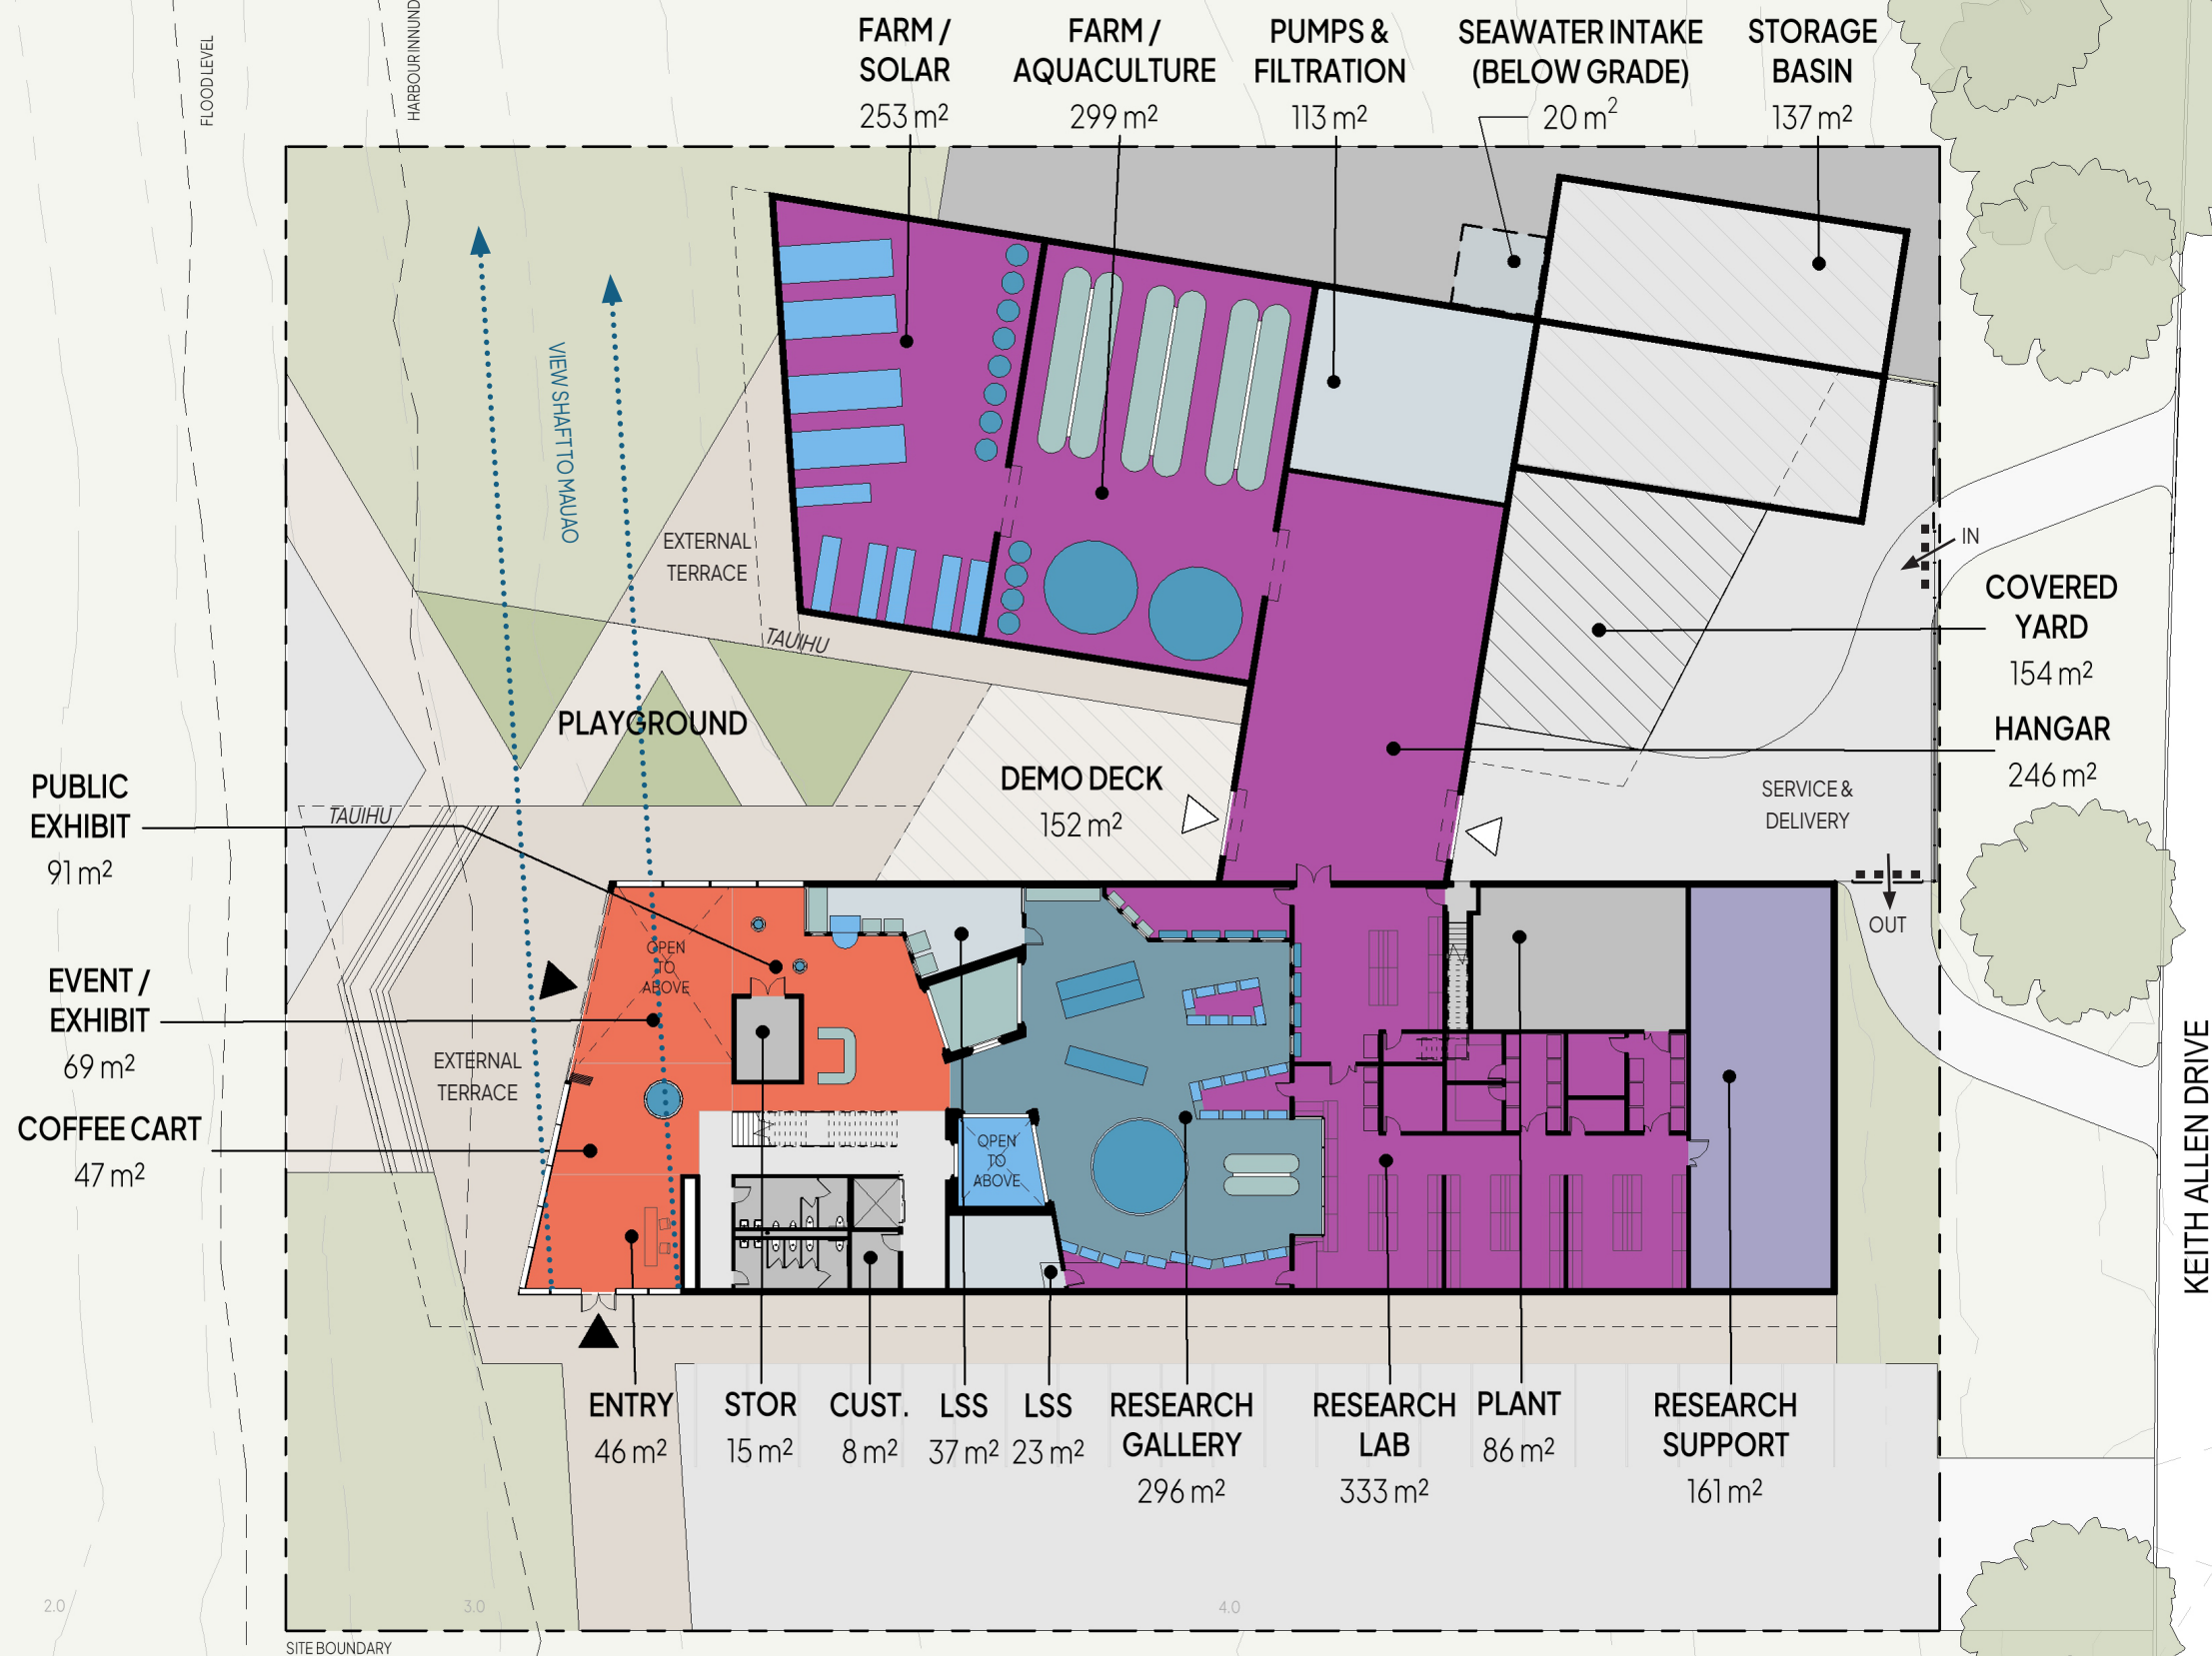 FARM /
SOLAR
253 m²
FARM /
AQUACULTURE
299 m²
PUMPS &
FILTRATION
113 m²
SEAWATER INTAKE
(BELOW GRADE)
20 m²
STORAGE
BASIN
137 m²
FLOOD LEVEL
HARBOUR INNUND
VIEW SHAFT TO MAUAO
EXTERNAL
TERRACE
TAUIHU
IN
COVERED
YARD
154 m²
PLAYGROUND
HANGAR
246 m²
DEMO DECK
152 m²
SERVICE &
DELIVERY
PUBLIC
EXHIBIT
91 m²
TAUIHU
OUT
OPEN
TO
ABOVE
EVENT /
EXHIBIT
69 m²
EXTERNAL
TERRACE
COFFEE CART
47 m²
OPEN
TO
ABOVE
KEITH ALLEN DRIVE
ENTRY
46 m²
STOR
15 m²
CUST.
8 m²
LSS
37 m²
LSS
23 m²
RESEARCH
GALLERY
296 m²
RESEARCH
LAB
333 m²
PLANT
86 m²
RESEARCH
SUPPORT
161 m²
2.0
3.0
4.0
SITE BOUNDARY